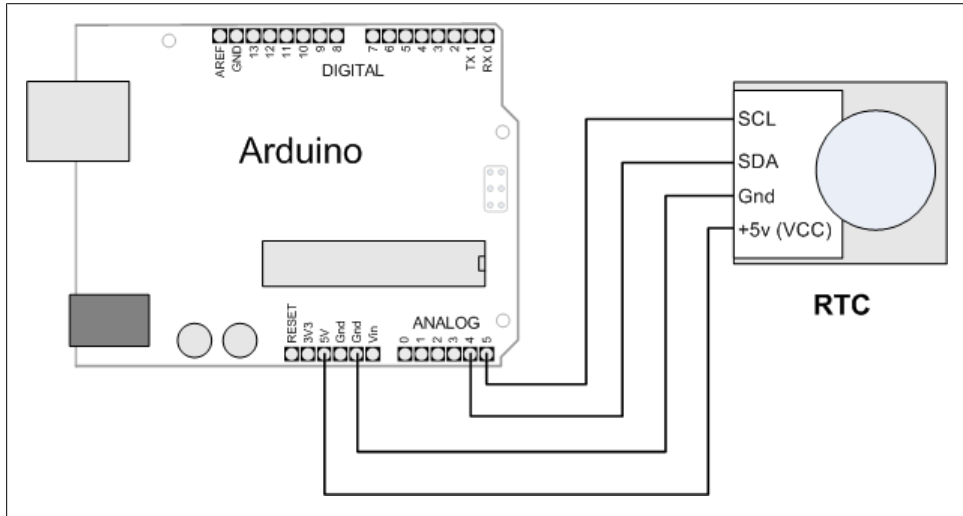 AREF
GND
13
12
11
10
9
8
7
6
5
4
3
2
TX 1
RX 0
DIGITAL
Arduino
SCL
SDA
Gnd
+5v (VCC)
RTC
RESET
3V3
5V
Gnd
Gnd
Vin
ANALOG
0
1
2
3
4
5